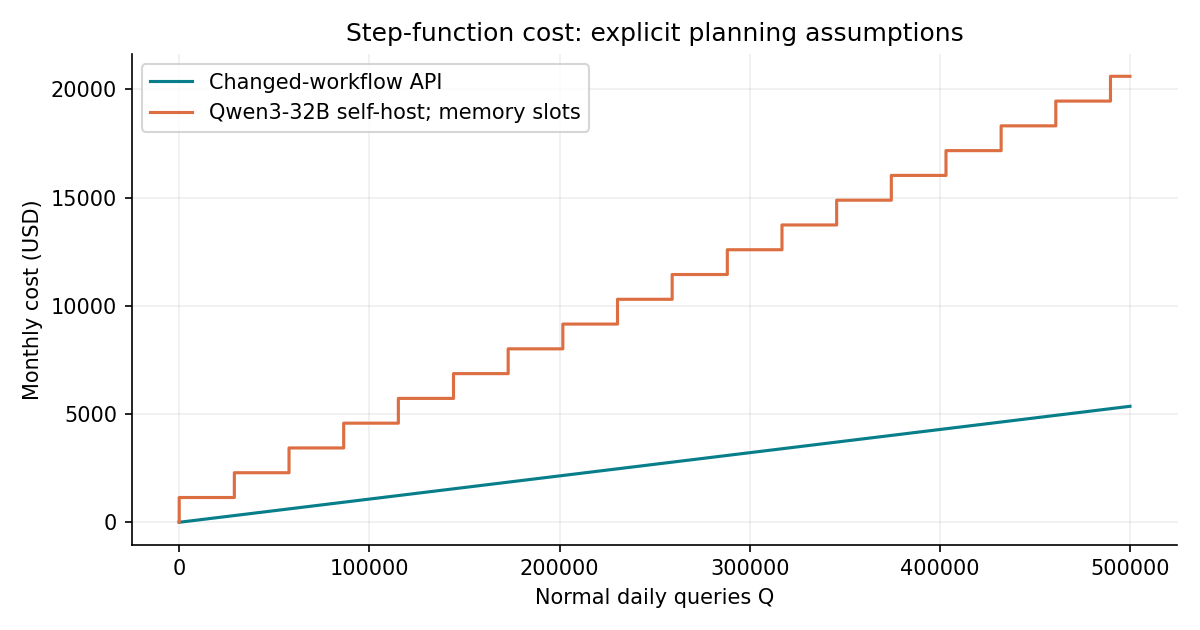 Step-function cost: explicit planning assumptions
Changed-workflow API
Qwen3-32B self-host; memory slots
Monthly cost (USD)
20000
15000
10000
5000
0
0 100000 200000 300000 400000 500000
Normal daily queries Q